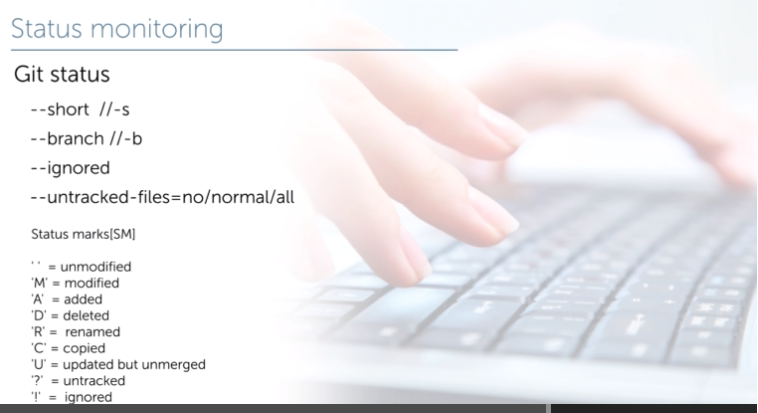 Status monitoring
Git status
--short //-s
--branch //-b
--ignored
--untracked-files=no/normal/all
Status marks[SM]
' ' = unmodified
'M' = modified
'A' = added
'D' = deleted
'R' = renamed
'C' = copied
'U' = updated but unmerged
'?' = untracked
'!' = ignored